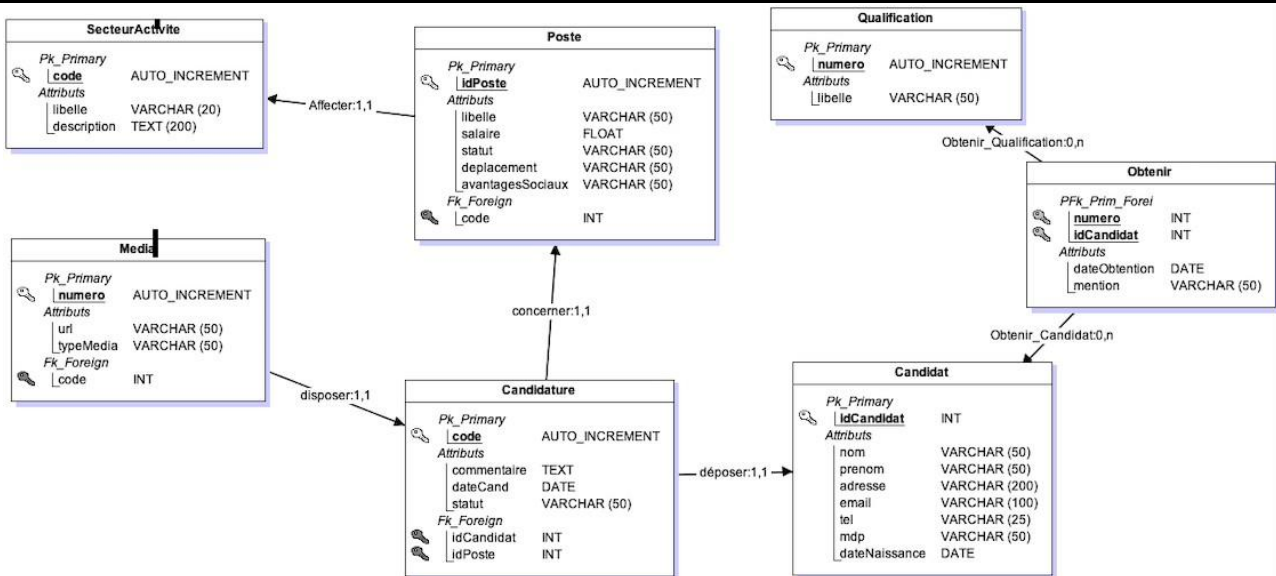 SecteurActivite
Pk_Primary
code AUTO_INCREMENT
Attributs
libelle VARCHAR (20)
description TEXT (200)
Affecter:1,1
Poste
Pk_Primary
idPoste AUTO_INCREMENT
Attributs
libelle VARCHAR (50)
salaire FLOAT
statut VARCHAR (50)
deplacement VARCHAR (50)
avantagesSociaux VARCHAR (50)
Fk_Foreign
code INT
Qualification
Pk_Primary
numero AUTO_INCREMENT
Attributs
libelle VARCHAR (50)
Obtenir_Qualification:0,n
Obtenir
PFk_Prim_Forei
numero INT
idCandidat INT
Attributs
dateObtention DATE
mention VARCHAR (50)
Obtenir_Candidat:0,n
Media
Pk_Primary
numero AUTO_INCREMENT
Attributs
url VARCHAR (50)
typeMedia VARCHAR (50)
Fk_Foreign
code INT
disposer:1,1
concerner:1,1
Candidature
Pk_Primary
code AUTO_INCREMENT
Attributs
commentaire TEXT
dateCand DATE
statut VARCHAR (50)
Fk_Foreign
idCandidat INT
idPoste INT
déposer:1,1
Candidat
Pk_Primary
idCandidat INT
Attributs
nom VARCHAR (50)
prenom VARCHAR (50)
adresse VARCHAR (200)
email VARCHAR (100)
tel VARCHAR (25)
mdp VARCHAR (50)
dateNaissance DATE